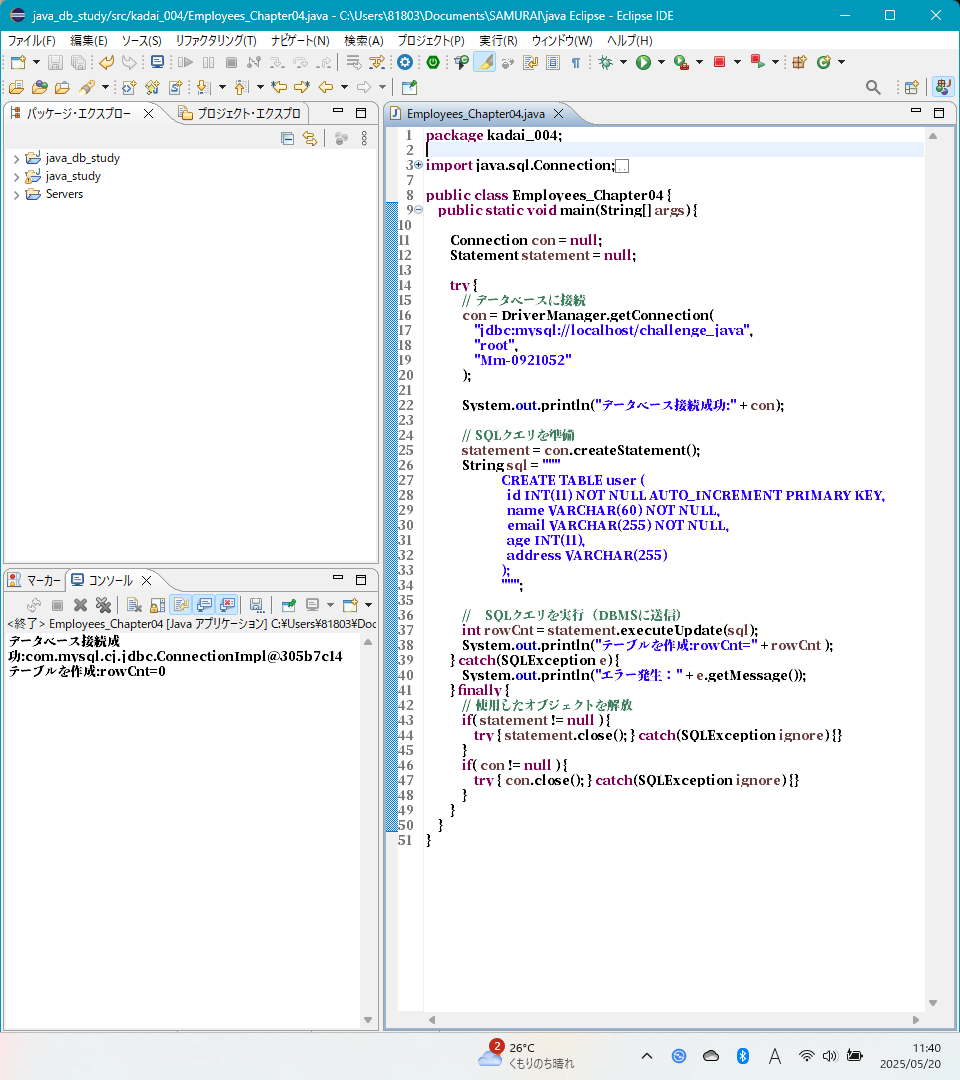 java_db_study/src/kadai_004/Employees_Chapter04.java - C:\Users\81803\Documents\SAMURAI\java Eclipse - Eclipse IDE
ファイル(F) 編集(E) ソース(S) リファクタリング(T) ナビゲート(N) 検索(A) プロジェクト(P) 実行(R) ウィンドウ(W) ヘルプ(H)
パッケージ・エクスプロー プロジェクト・エクスプロ
java_db_study
java_study
Servers
マーカー コンソール
<終了> Employees_Chapter04 [Java アプリケーション] C:¥Users¥81803¥Doc
データベース接続成
功:com.mysql.cj.jdbc.ConnectionImpl@305b7c14
テーブルを作成:rowCnt=0
Employees_Chapter04.java
1 package kadai_004;
2
3 import java.sql.Connection;
7
8 public class Employees_Chapter04 {
9 public static void main(String[] args) {
10
11 Connection con = null;
12 Statement statement = null;
13
14 try {
15 // データベースに接続
16 con = DriverManager.getConnection(
17 "jdbc:mysql://localhost/challenge_java",
18 "root",
19 "Mm-0921052"
20 );
21
22 System.out.println("データベース接続成功:" + con);
23
24 // SQLクエリを準備
25 statement = con.createStatement();
26 String sql = """
27 CREATE TABLE user (
28 id INT(11) NOT NULL AUTO_INCREMENT PRIMARY KEY,
29 name VARCHAR(60) NOT NULL,
30 email VARCHAR(255) NOT NULL,
31 age INT(11),
32 address VARCHAR(255)
33 );
34 """;
35
36 //　SQLクエリを実行（DBMSに送信）
37 int rowCnt = statement.executeUpdate(sql);
38 System.out.println("テーブルを作成:rowCnt=" + rowCnt );
39 } catch(SQLException e) {
40 System.out.println("エラー発生：" + e.getMessage());
41 } finally {
42 // 使用したオブジェクトを解放
43 if( statement != null ) {
44 try { statement.close(); } catch(SQLException ignore) {}
45 }
46 if( con != null ) {
47 try { con.close(); } catch(SQLException ignore) {}
48 }
49 }
50 }
51 }
2
26°C
くもりのち晴れ
A
11:40
2025/05/20